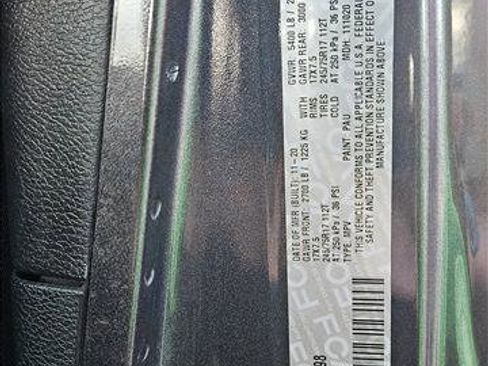 DATE OF MFR (BUILT): 11-20 GVWR: 5400 LB / 2
GAWR FRONT: 2700 LB / 1225 KG WITH GAWR REAR: 3000
17X7.5 RIMS 17X7.5
245/75R17 112T TIRES 245/75R17 112T
AT 250 kPa / 36 PSI COLD AT 250 kPa / 36 PSI
TYPE: MPV PAINT: PAU MDH: 111020
THIS VEHICLE CONFORMS TO ALL APPLICABLE U.S.A. FEDERAL
SAFETY AND THEFT PREVENTION STANDARDS IN EFFECT O
MANUFACTURE SHOWN ABOVE
98